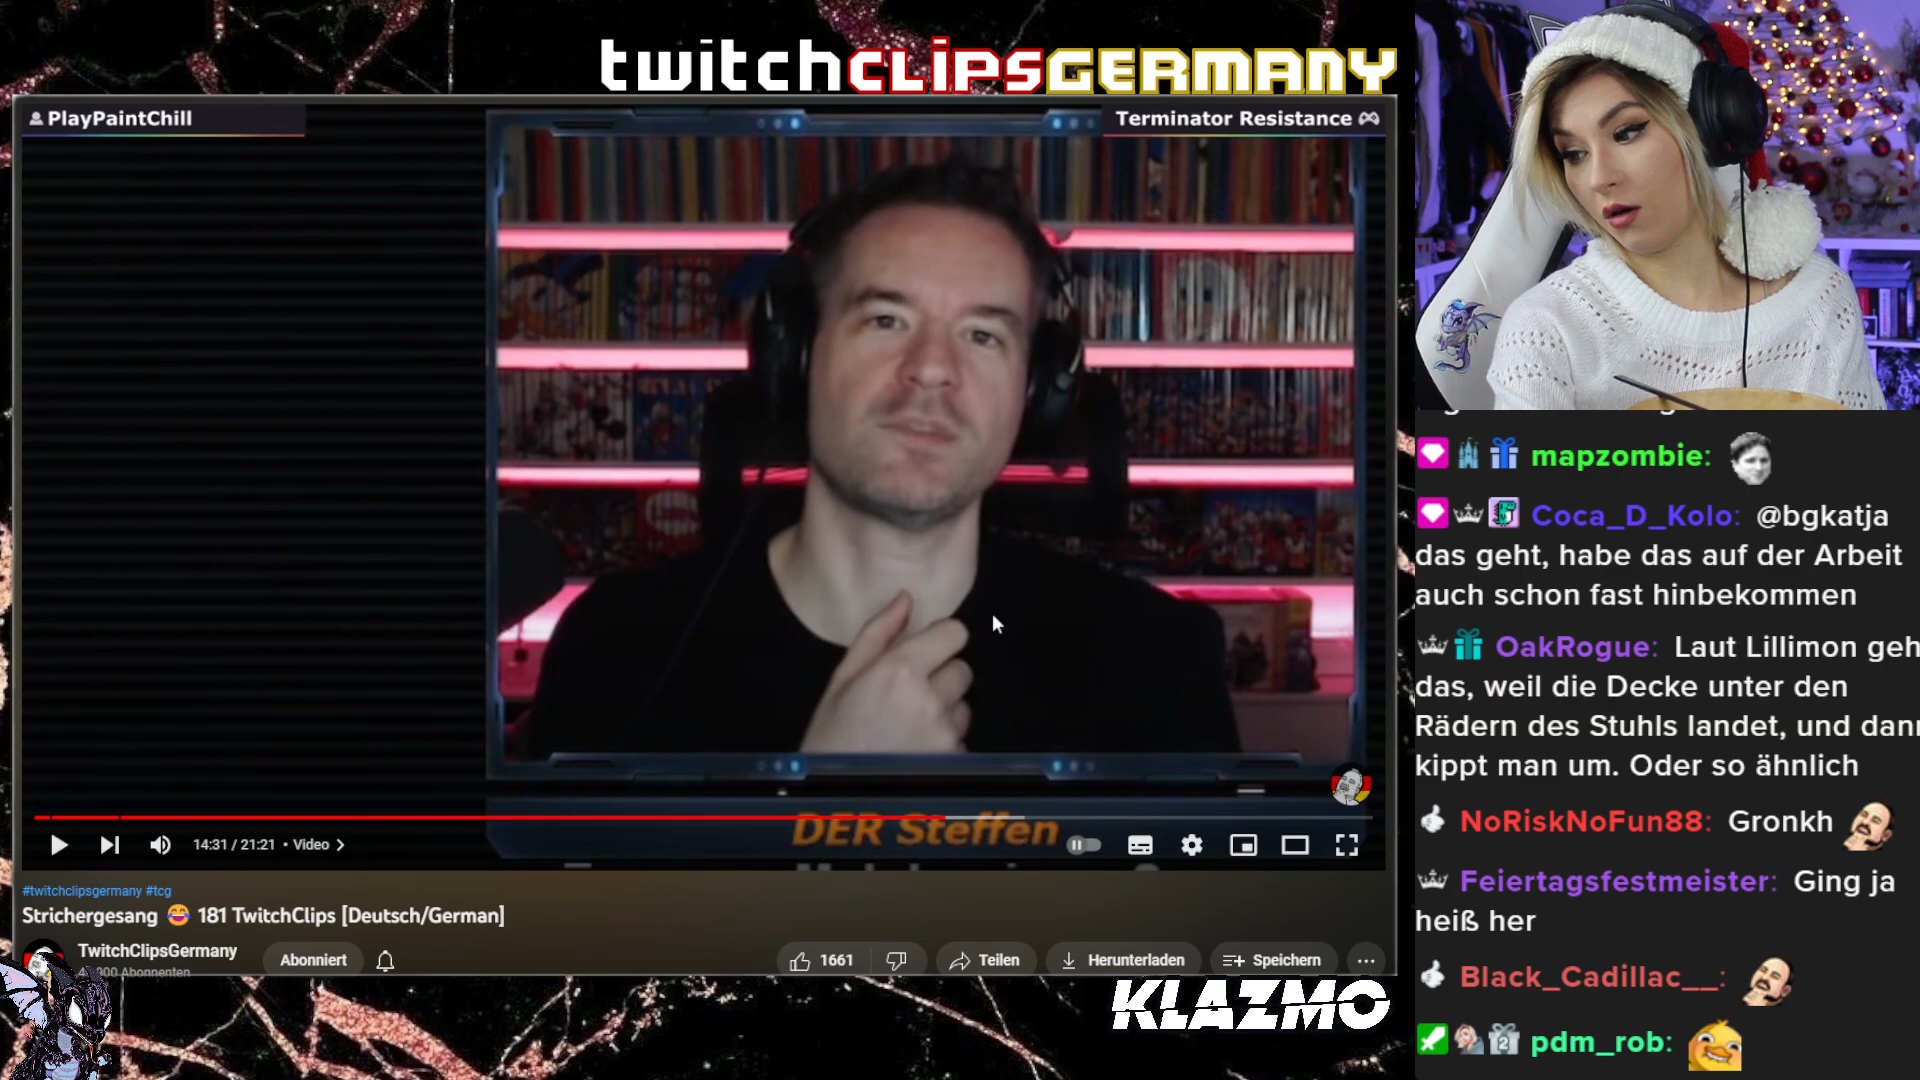 twitchclipsGERMANY
PlayPaintChill
Terminator Resistance
DER Steffen
14:31 / 21:21 • Video
#twitchclipsgermany #tcg
Strichergesang 😂 181 TwitchClips [Deutsch/German]
TwitchClipsGermany
Abonnenten
Abonniert
1661
Teilen
Herunterladen
Speichern
KLAZMO
mapzombie:
Coca_D_Kolo: @bgkatja
das geht, habe das auf der Arbeit
auch schon fast hinbekommen
OakRogue: Laut Lillimon geh
das, weil die Decke unter den
Rädern des Stuhls landet, und dann
kippt man um. Oder so ähnlich
NoRiskNoFun88: Gronkh
Feiertagsfestmeister: Ging ja
heiß her
Black_Cadillac__:
pdm_rob: